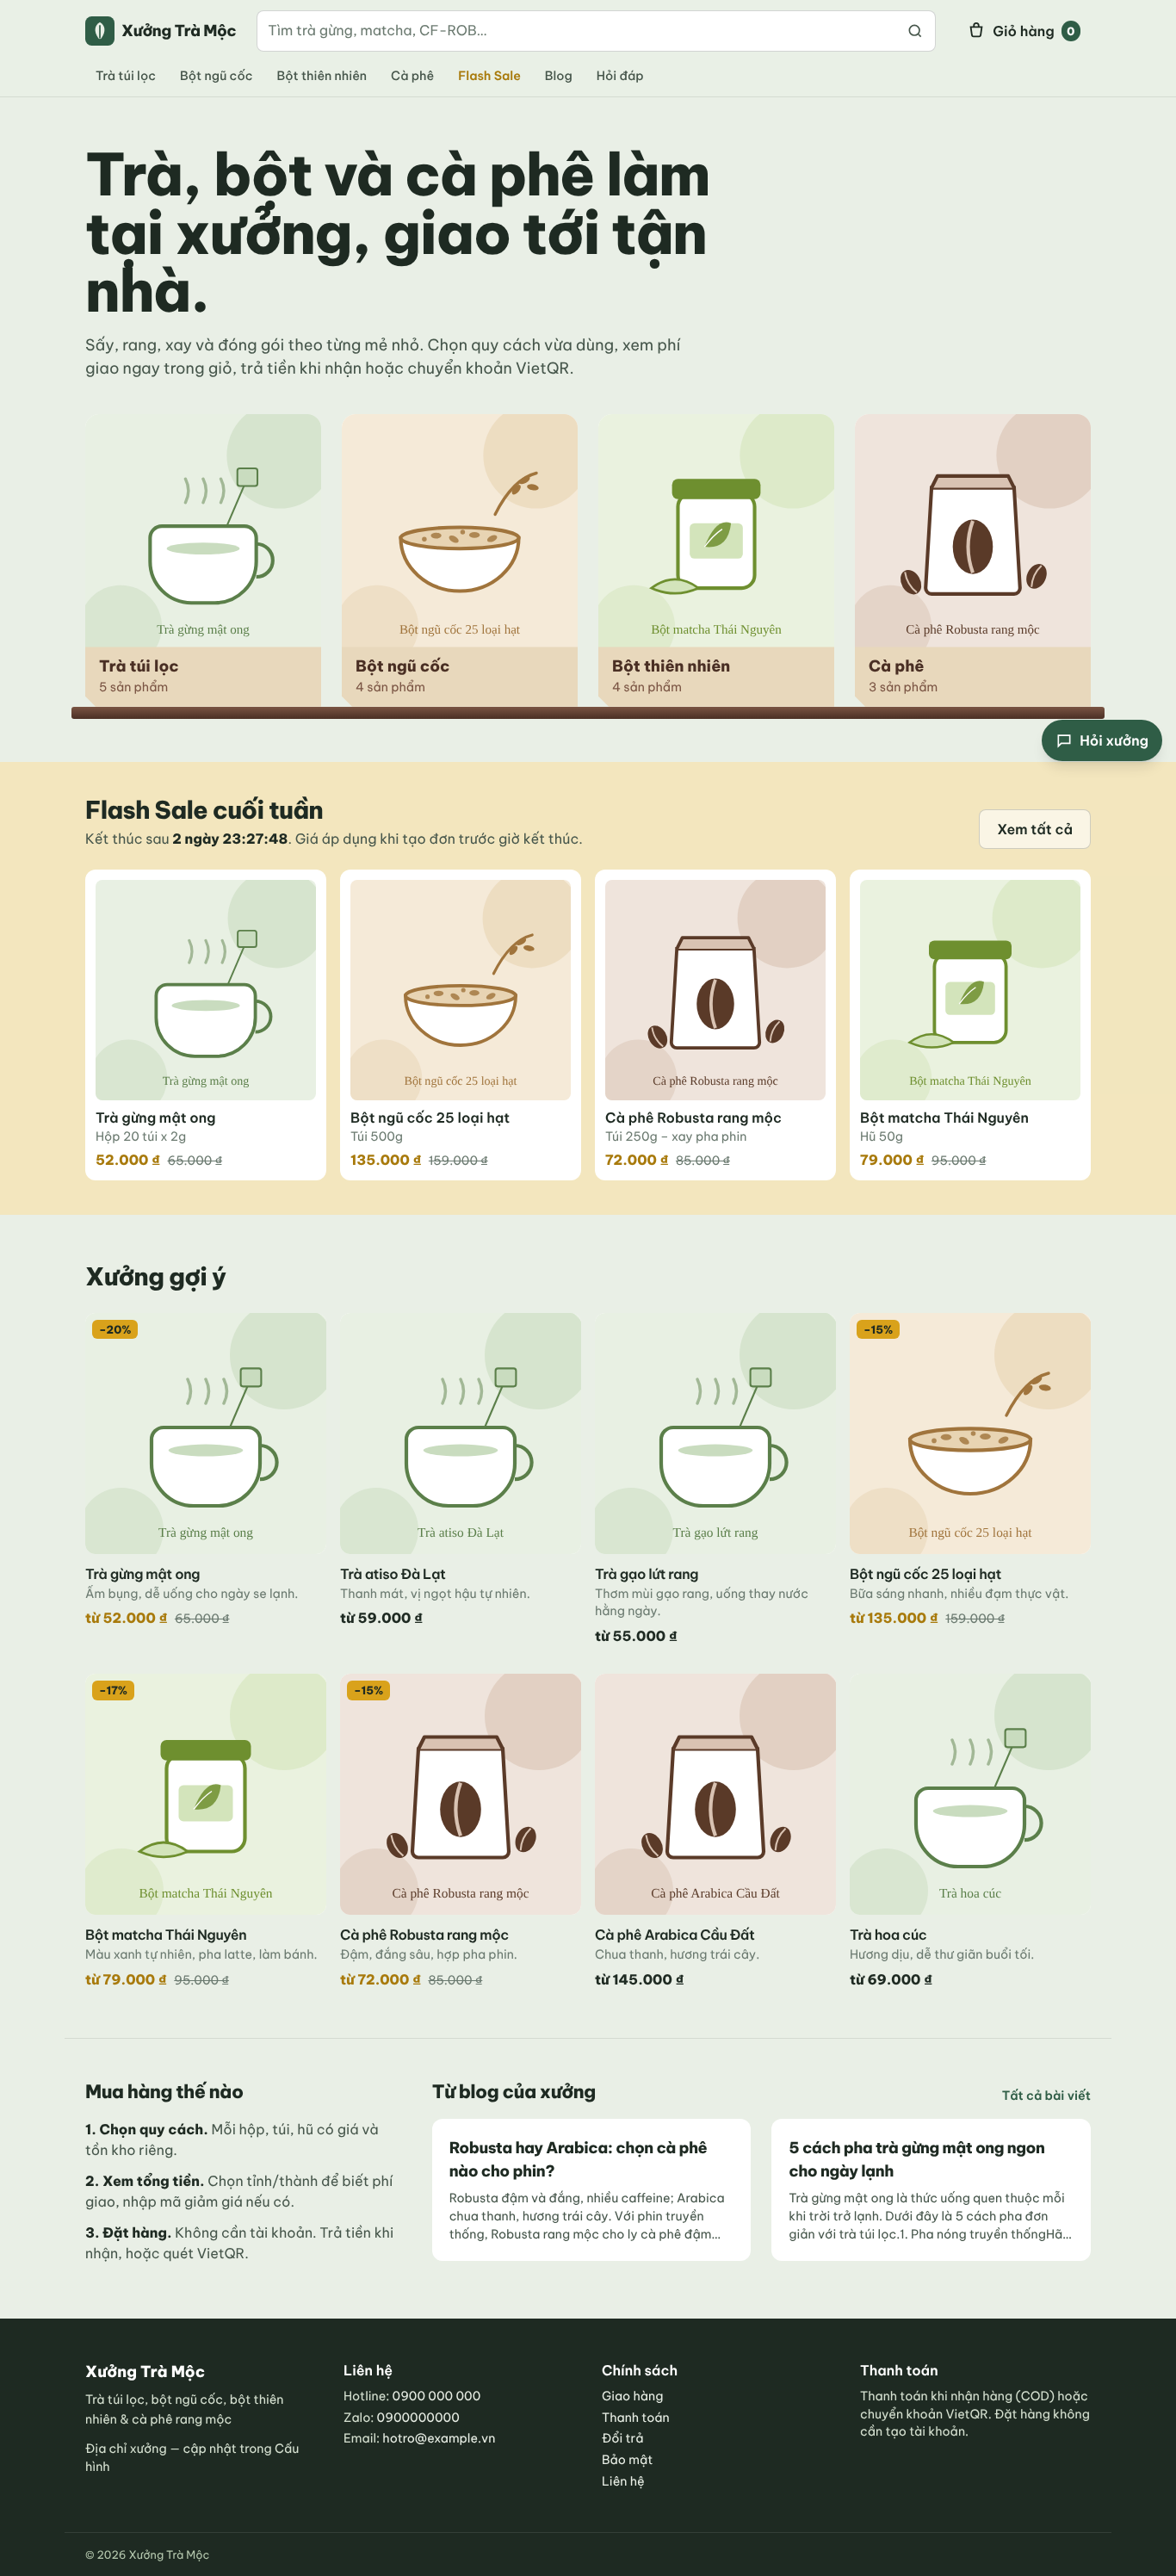 Xưởng Trà Mộc
Tìm trà gừng, matcha, CF-ROB...
Giỏ hàng 0
Trà túi lọc Bột ngũ cốc Bột thiên nhiên Cà phê Flash Sale Blog Hỏi đáp
Trà, bột và cà phê làm
tại xưởng, giao tới tận
nhà.
Sấy, rang, xay và đóng gói theo từng mẻ nhỏ. Chọn quy cách vừa dùng, xem phí
giao ngay trong giỏ, trả tiền khi nhận hoặc chuyển khoản VietQR.
Trà gừng mật ong
Trà túi lọc
5 sản phẩm
Bột ngũ cốc 25 loại hạt
Bột ngũ cốc
4 sản phẩm
Bột matcha Thái Nguyên
Bột thiên nhiên
4 sản phẩm
Cà phê Robusta rang mộc
Cà phê
3 sản phẩm
Hỏi xưởng
Flash Sale cuối tuần
Kết thúc sau 2 ngày 23:27:48. Giá áp dụng khi tạo đơn trước giờ kết thúc.
Xem tất cả
Trà gừng mật ong
Trà gừng mật ong
Hộp 20 túi x 2g
52.000 ₫ 65.000 ₫
Bột ngũ cốc 25 loại hạt
Bột ngũ cốc 25 loại hạt
Túi 500g
135.000 ₫ 159.000 ₫
Cà phê Robusta rang mộc
Cà phê Robusta rang mộc
Túi 250g – xay pha phin
72.000 ₫ 85.000 ₫
Bột matcha Thái Nguyên
Bột matcha Thái Nguyên
Hũ 50g
79.000 ₫ 95.000 ₫
Xưởng gợi ý
−20%
Trà gừng mật ong
Trà gừng mật ong
Ấm bụng, dễ uống cho ngày se lạnh.
từ 52.000 ₫ 65.000 ₫
Trà atiso Đà Lạt
Trà atiso Đà Lạt
Thanh mát, vị ngọt hậu tự nhiên.
từ 59.000 ₫
Trà gạo lứt rang
Trà gạo lứt rang
Thơm mùi gạo rang, uống thay nước
hằng ngày.
từ 55.000 ₫
−15%
Bột ngũ cốc 25 loại hạt
Bột ngũ cốc 25 loại hạt
Bữa sáng nhanh, nhiều đạm thực vật.
từ 135.000 ₫ 159.000 ₫
−17%
Bột matcha Thái Nguyên
Bột matcha Thái Nguyên
Màu xanh tự nhiên, pha latte, làm bánh.
từ 79.000 ₫ 95.000 ₫
−15%
Cà phê Robusta rang mộc
Cà phê Robusta rang mộc
Đậm, đắng sâu, hợp pha phin.
từ 72.000 ₫ 85.000 ₫
Cà phê Arabica Cầu Đất
Cà phê Arabica Cầu Đất
Chua thanh, hương trái cây.
từ 145.000 ₫
Trà hoa cúc
Trà hoa cúc
Hương dịu, dễ thư giãn buổi tối.
từ 69.000 ₫
Mua hàng thế nào
1. Chọn quy cách. Mỗi hộp, túi, hũ có giá và
tồn kho riêng.
2. Xem tổng tiền. Chọn tỉnh/thành để biết phí
giao, nhập mã giảm giá nếu có.
3. Đặt hàng. Không cần tài khoản. Trả tiền khi
nhận, hoặc quét VietQR.
Từ blog của xưởng
Tất cả bài viết
Robusta hay Arabica: chọn cà phê
nào cho phin?
Robusta đậm và đắng, nhiều caffeine; Arabica
chua thanh, hương trái cây. Với phin truyền
thống, Robusta rang mộc cho ly cà phê đậm...
5 cách pha trà gừng mật ong ngon
cho ngày lạnh
Trà gừng mật ong là thức uống quen thuộc mỗi
khi trời trở lạnh. Dưới đây là 5 cách pha đơn
giản với trà túi lọc.1. Pha nóng truyền thốngHã...
Xưởng Trà Mộc
Trà túi lọc, bột ngũ cốc, bột thiên
nhiên & cà phê rang mộc
Địa chỉ xưởng — cập nhật trong Cấu
hình
Liên hệ
Hotline: 0900 000 000
Zalo: 0900000000
Email: hotro@example.vn
Chính sách
Giao hàng
Thanh toán
Đổi trả
Bảo mật
Liên hệ
Thanh toán
Thanh toán khi nhận hàng (COD) hoặc
chuyển khoản VietQR. Đặt hàng không
cần tạo tài khoản.
© 2026 Xưởng Trà Mộc